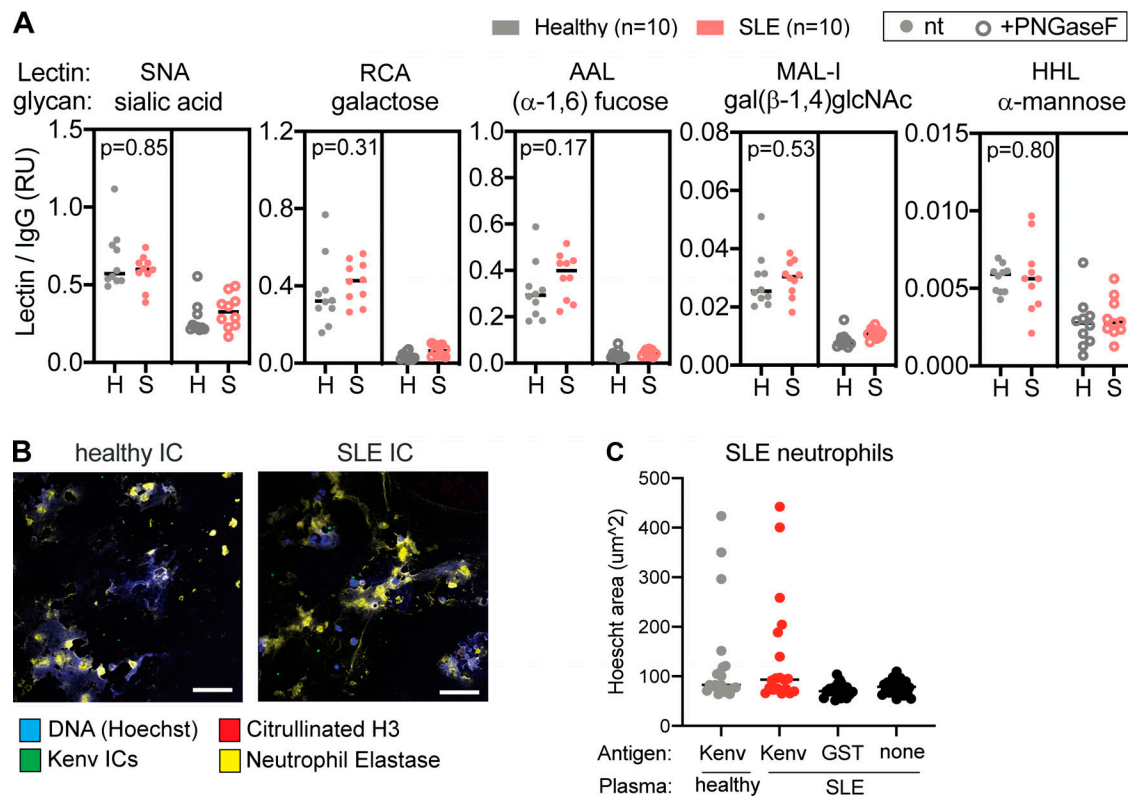 A
Healthy (n=10) SLE (n=10) nt +PNGaseF
Lectin: SNA RCA AAL MAL-I HHL
glycan: sialic acid galactose (α-1,6) fucose gal(β-1,4)glcNAc α-mannose
Lectin / IgG (RU)
1.5
1.0
0.5
0.0
p=0.85
H S H S
1.2
0.8
0.4
0.0
p=0.31
H S H S
1.0
0.8
0.6
0.4
0.2
0.0
p=0.17
H S H S
0.08
0.06
0.04
0.02
0.00
p=0.53
H S H S
0.015
0.010
0.005
0.000
p=0.80
H S H S
B
healthy IC SLE IC
DNA (Hoechst) Citrullinated H3
Kenv ICs Neutrophil Elastase
C
SLE neutrophils
Hoescht area (um^2)
500
400
300
200
100
0
Antigen: Kenv Kenv GST none
Plasma: healthy SLE